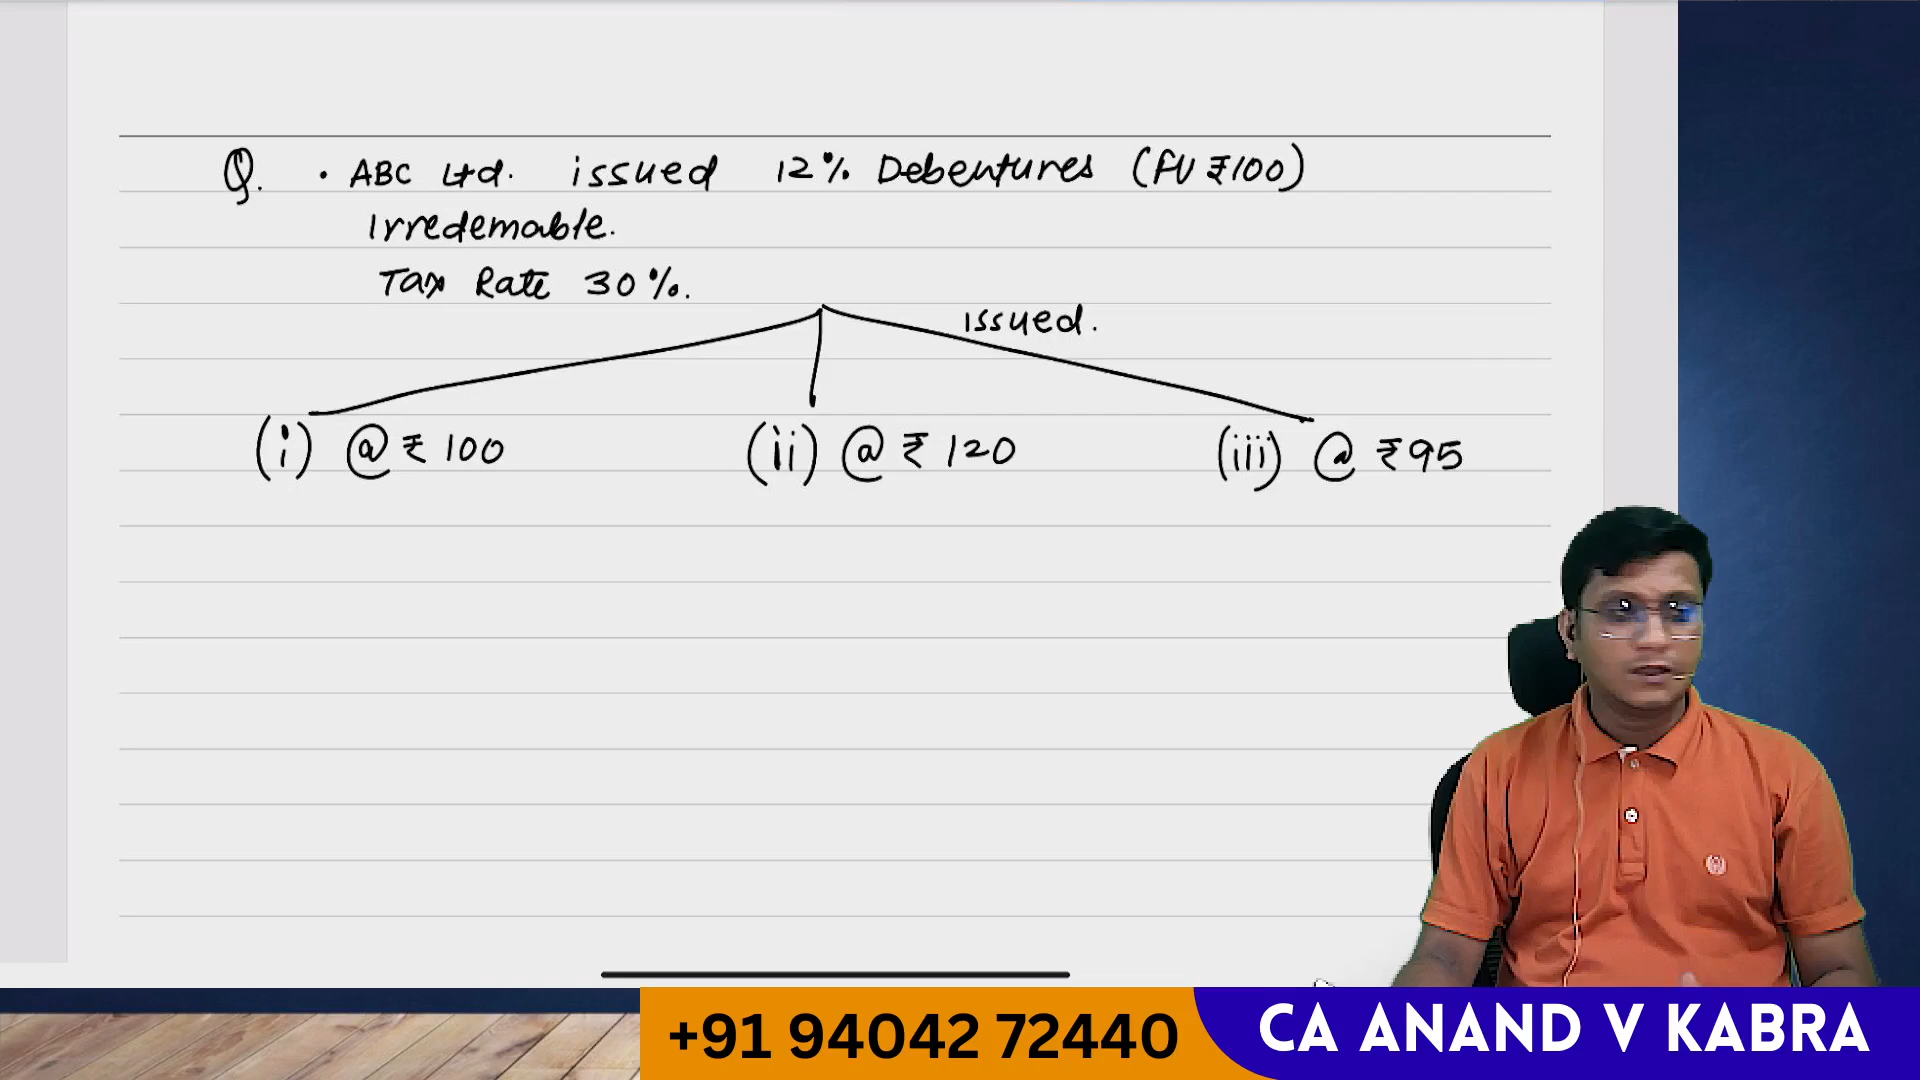 Q. • ABC Ltd. issued 12% Debentures (FV ₹100)
Irredemable.
Tax Rate 30%.
issued.
(i) @ ₹ 100 (ii) @ ₹ 120 (iii) @ ₹95
+91 94042 72440 CA ANAND V KABRA